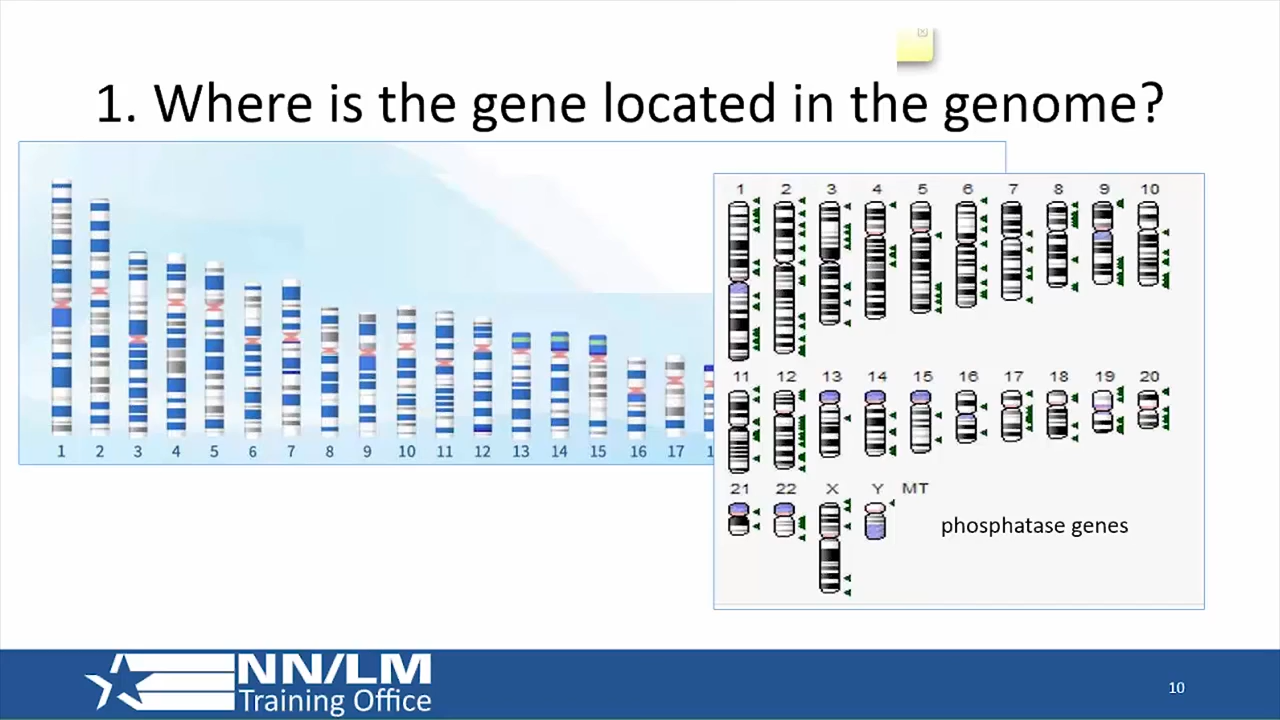 1. Where is the gene located in the genome?
1 2 3 4 5 6 7 8 9 10 11 12 13 14 15 16 17
1 2 3 4 5 6 7 8 9 10
11 12 13 14 15 16 17 18 19 20
21 22 X Y MT
phosphatase genes
NN/LM
Training Office
10